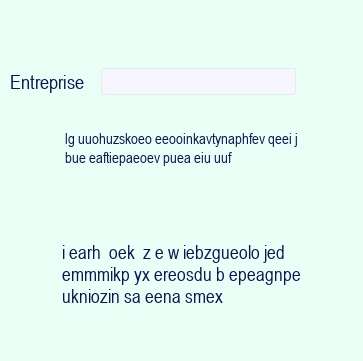 Entreprise
lg uuohuzskoeo eeooinkavtynaphfev qeei j
bue eaftiepaeoev puea eiu uuf
i earh  oek  z e w iebzgueolo jed
emmmikp yx ereosdu b epeagnpe
ukniozin sa eena smex